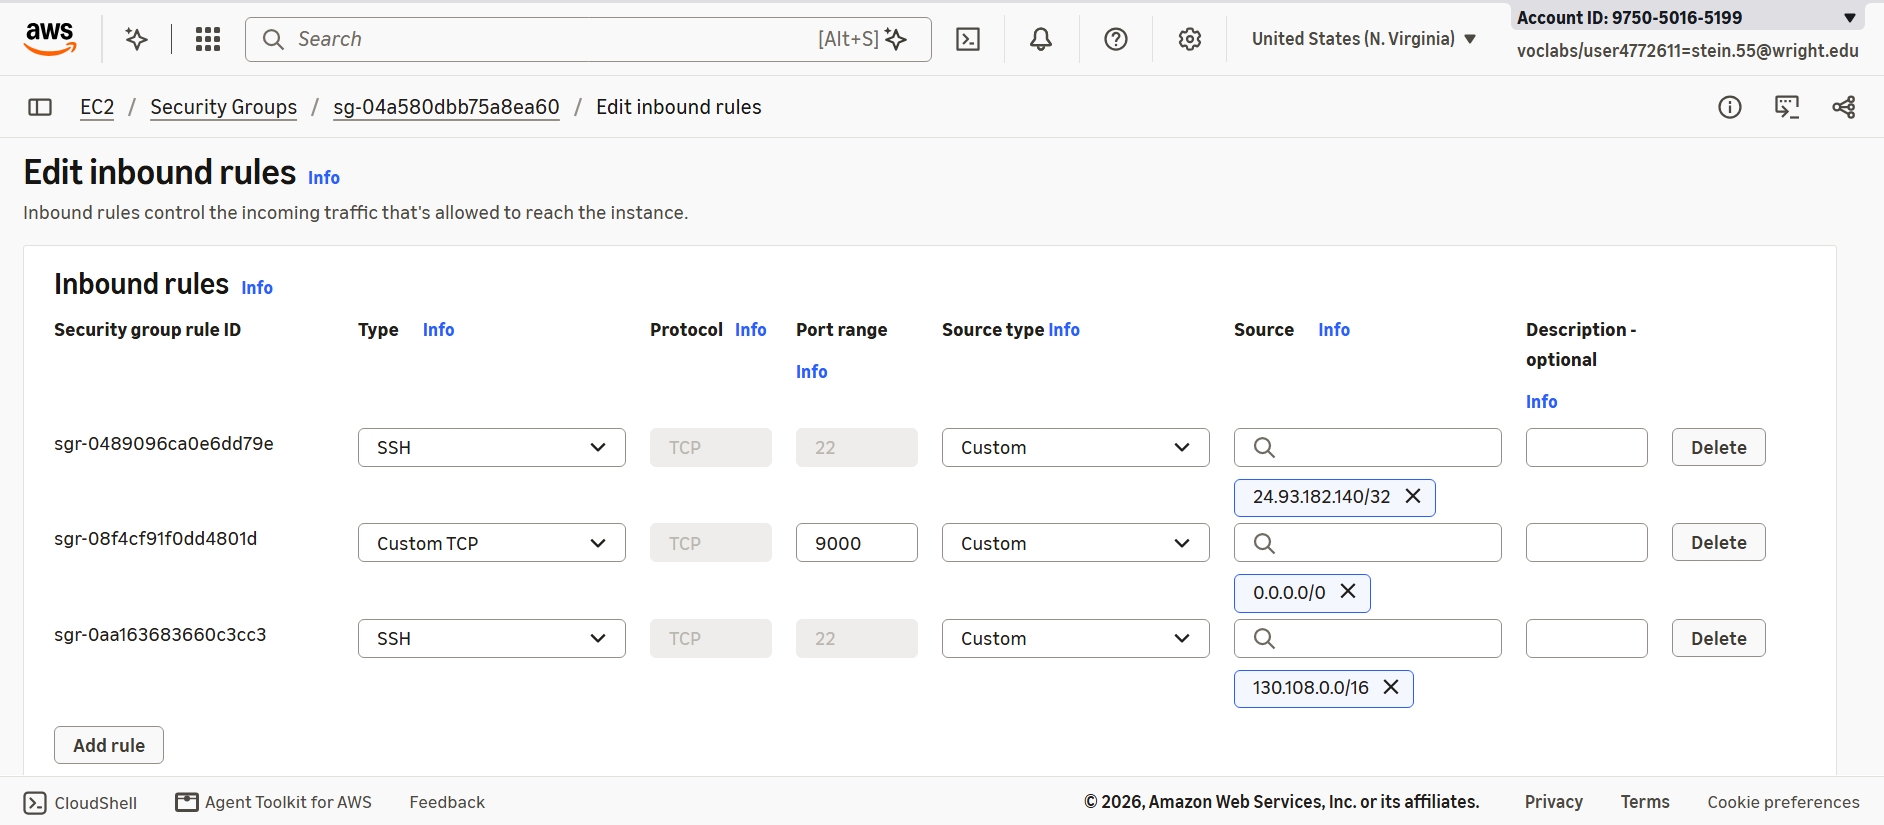 aws
Search [Alt+S]
United States (N. Virginia)
Account ID: 9750-5016-5199
voclabs/user4772611=stein.55@wright.edu
EC2 / Security Groups / sg-04a580dbb75a8ea60 / Edit inbound rules
Edit inbound rules Info
Inbound rules control the incoming traffic that's allowed to reach the instance.
Inbound rules Info
Security group rule ID Type Info Protocol Info Port range Info Source type Info Source Info Description - optional Info
sgr-0489096ca0e6dd79e SSH TCP 22 Custom Delete
24.93.182.140/32
sgr-08f4cf91f0dd4801d Custom TCP TCP 9000 Custom Delete
0.0.0.0/0
sgr-0aa163683660c3cc3 SSH TCP 22 Custom Delete
130.108.0.0/16
Add rule
CloudShell Agent Toolkit for AWS Feedback © 2026, Amazon Web Services, Inc. or its affiliates. Privacy Terms Cookie preferences